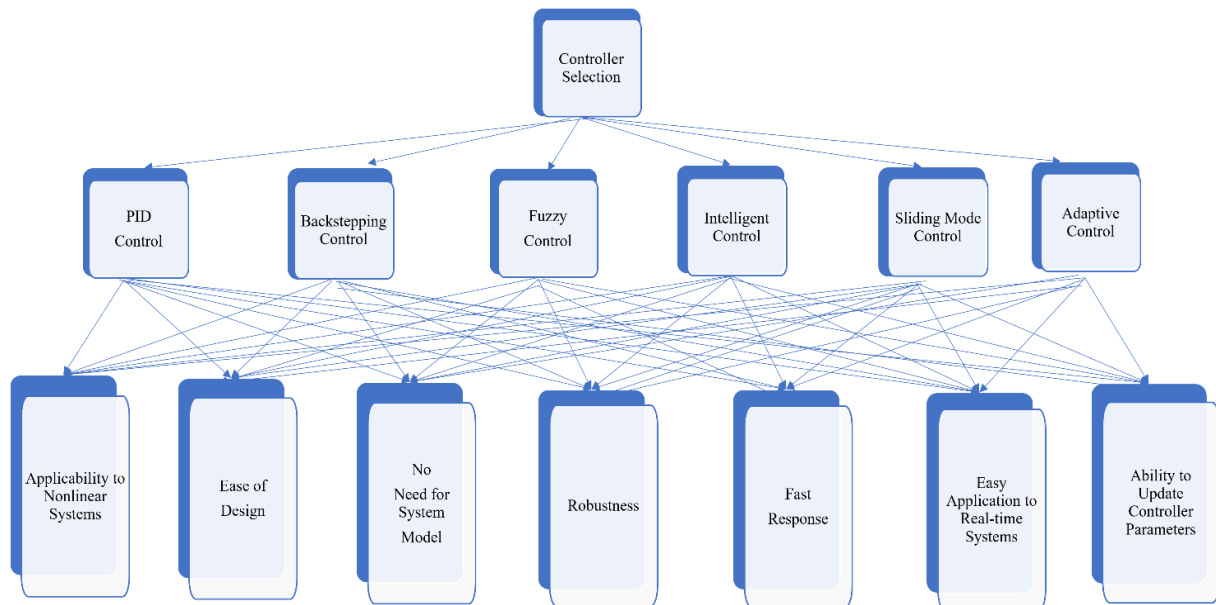 Controller
Selection
PID
Control
Backstepping
Control
Fuzzy
Control
Intelligent
Control
Sliding Mode
Control
Adaptive
Control
Applicability to
Nonlinear
Systems
Ease of
Design
No
Need for
System
Model
Robustness
Fast
Response
Easy
Application to
Real-time
Systems
Ability to
Update
Controller
Parameters